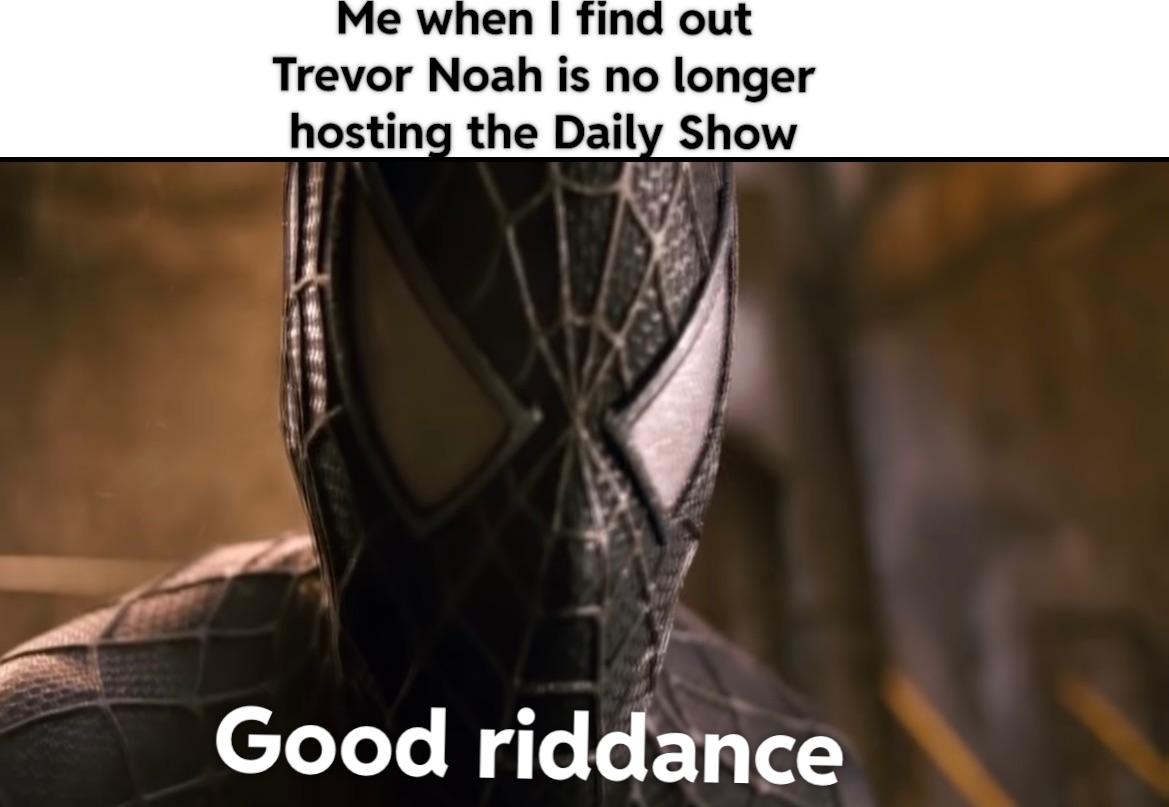 Me when I find out
Trevor Noah is no longer
hosting the Daily Show
Good riddance